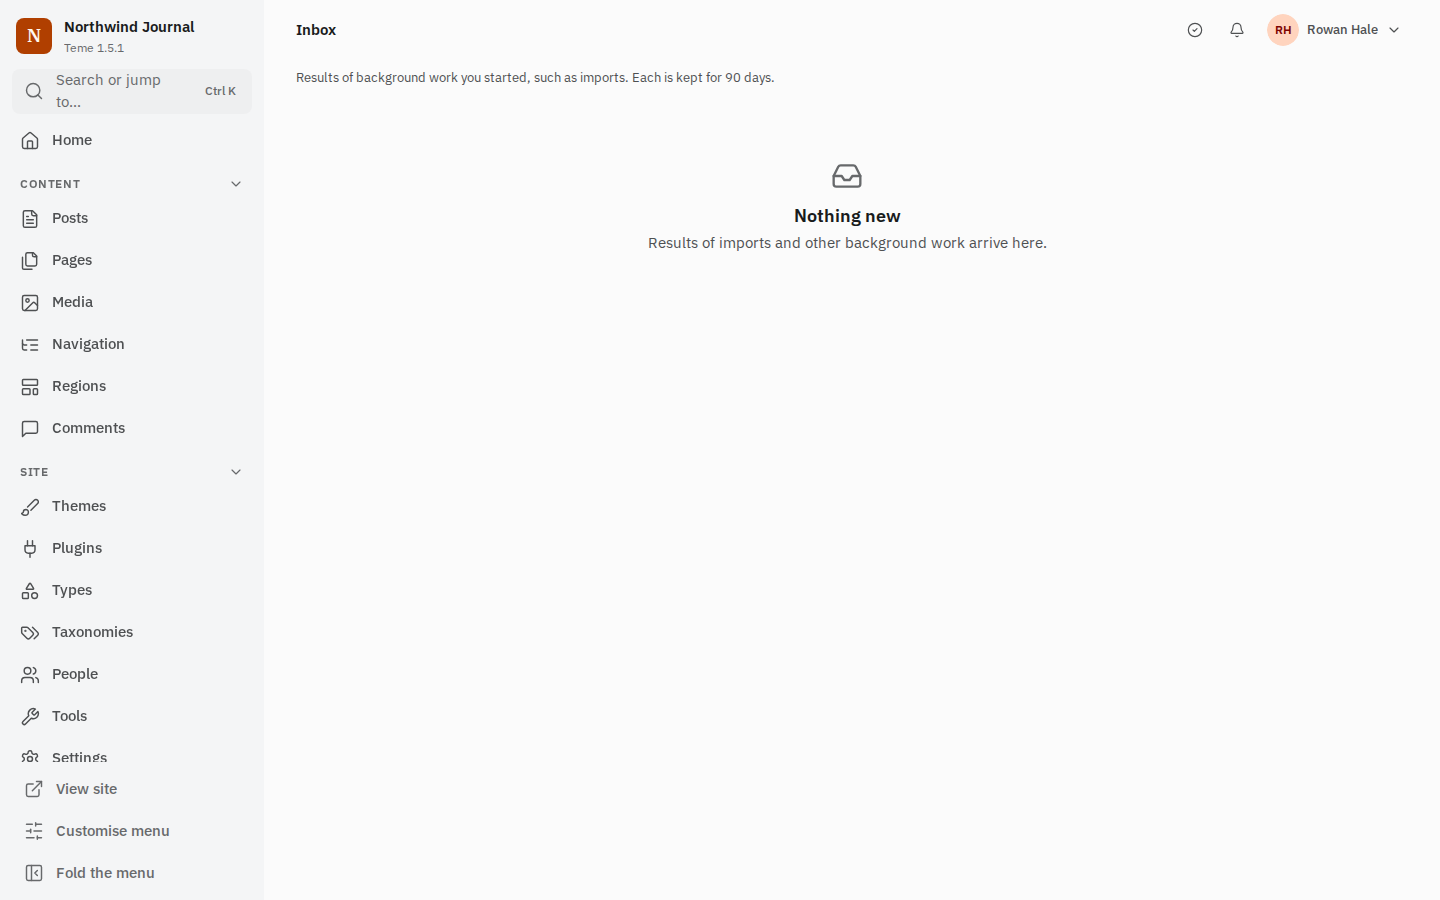 N
Northwind Journal
Teme 1.5.1
Search or jump
to...
Ctrl K
Home
CONTENT
Posts
Pages
Media
Navigation
Regions
Comments
SITE
Themes
Plugins
Types
Taxonomies
People
Tools
Settings
View site
Customise menu
Fold the menu
Inbox
RH
Rowan Hale
Results of background work you started, such as imports. Each is kept for 90 days.
Nothing new
Results of imports and other background work arrive here.